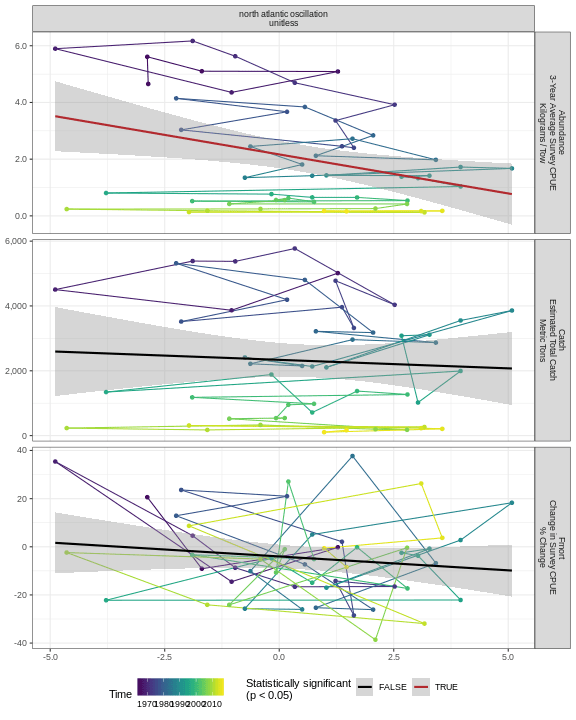 north atlantic oscillation
unitless
6.0
4.0
2.0
0.0
Abundance
3-Year Average Survey CPUE
Kilograms / Tow
6,000
4,000
2,000
0
Catch
Estimated Total Catch
Metric Tons
40
20
0
-20
-40
Fmort
Change in Survey CPUE
% Change
-5.0
-2.5
0.0
2.5
5.0
Time
1970
1980
1990
2000
2010
Statistically significant
(p < 0.05)
FALSE
TRUE